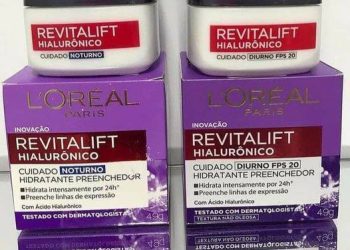 REVITALIFT
HIALURÔNICO
CUIDADO NOTURNO
REVITALIFT
HIALURÔNICO
CUIDADO DIURNO FPS 20
L'ORÉAL
PARIS
INOVAÇÃO
REVITALIFT
HIALURÔNICO
CUIDADO NOTURNO
HIDRATANTE PREENCHEDOR
Hidrata intensamente por 24h*
Preenche linhas de expressão
Com Ácido Hialurônico
TESTADO COM DERMATOLOGISTAS
49g
L'ORÉAL
PARIS
INOVAÇÃO
REVITALIFT
HIALURÔNICO
CUIDADO DIURNO FPS 20
HIDRATANTE PREENCHEDOR
Hidrata intensamente por 24h*
Preenche linhas de expressão
Com Ácido Hialurônico
TEXTURA NÃO OLEOSA
TESTADO COM DERMATOLOGISTAS
49g